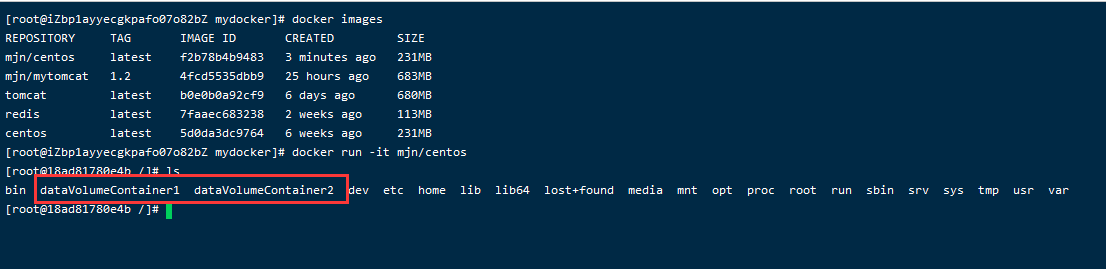 [root@iZbp1ayyecgkpafo07o82bZ mydocker]# docker images
REPOSITORY TAG IMAGE ID CREATED SIZE
mjn/centos latest f2b78b4b9483 3 minutes ago 231MB
mjn/mytomcat 1.2 4fcd5535dbb9 25 hours ago 683MB
tomcat latest b0e0b0a92cf9 6 days ago 680MB
redis latest 7faaec683238 2 weeks ago 113MB
centos latest 5d0da3dc9764 6 weeks ago 231MB
[root@iZbp1ayyecgkpafo07o82bZ mydocker]# docker run -it mjn/centos
[root@18ad81780e4b /]# ls
bin dataVolumeContainer1 dataVolumeContainer2 dev etc home lib lib64 lost+found media mnt opt proc root run sbin srv sys tmp usr var
[root@18ad81780e4b /]#